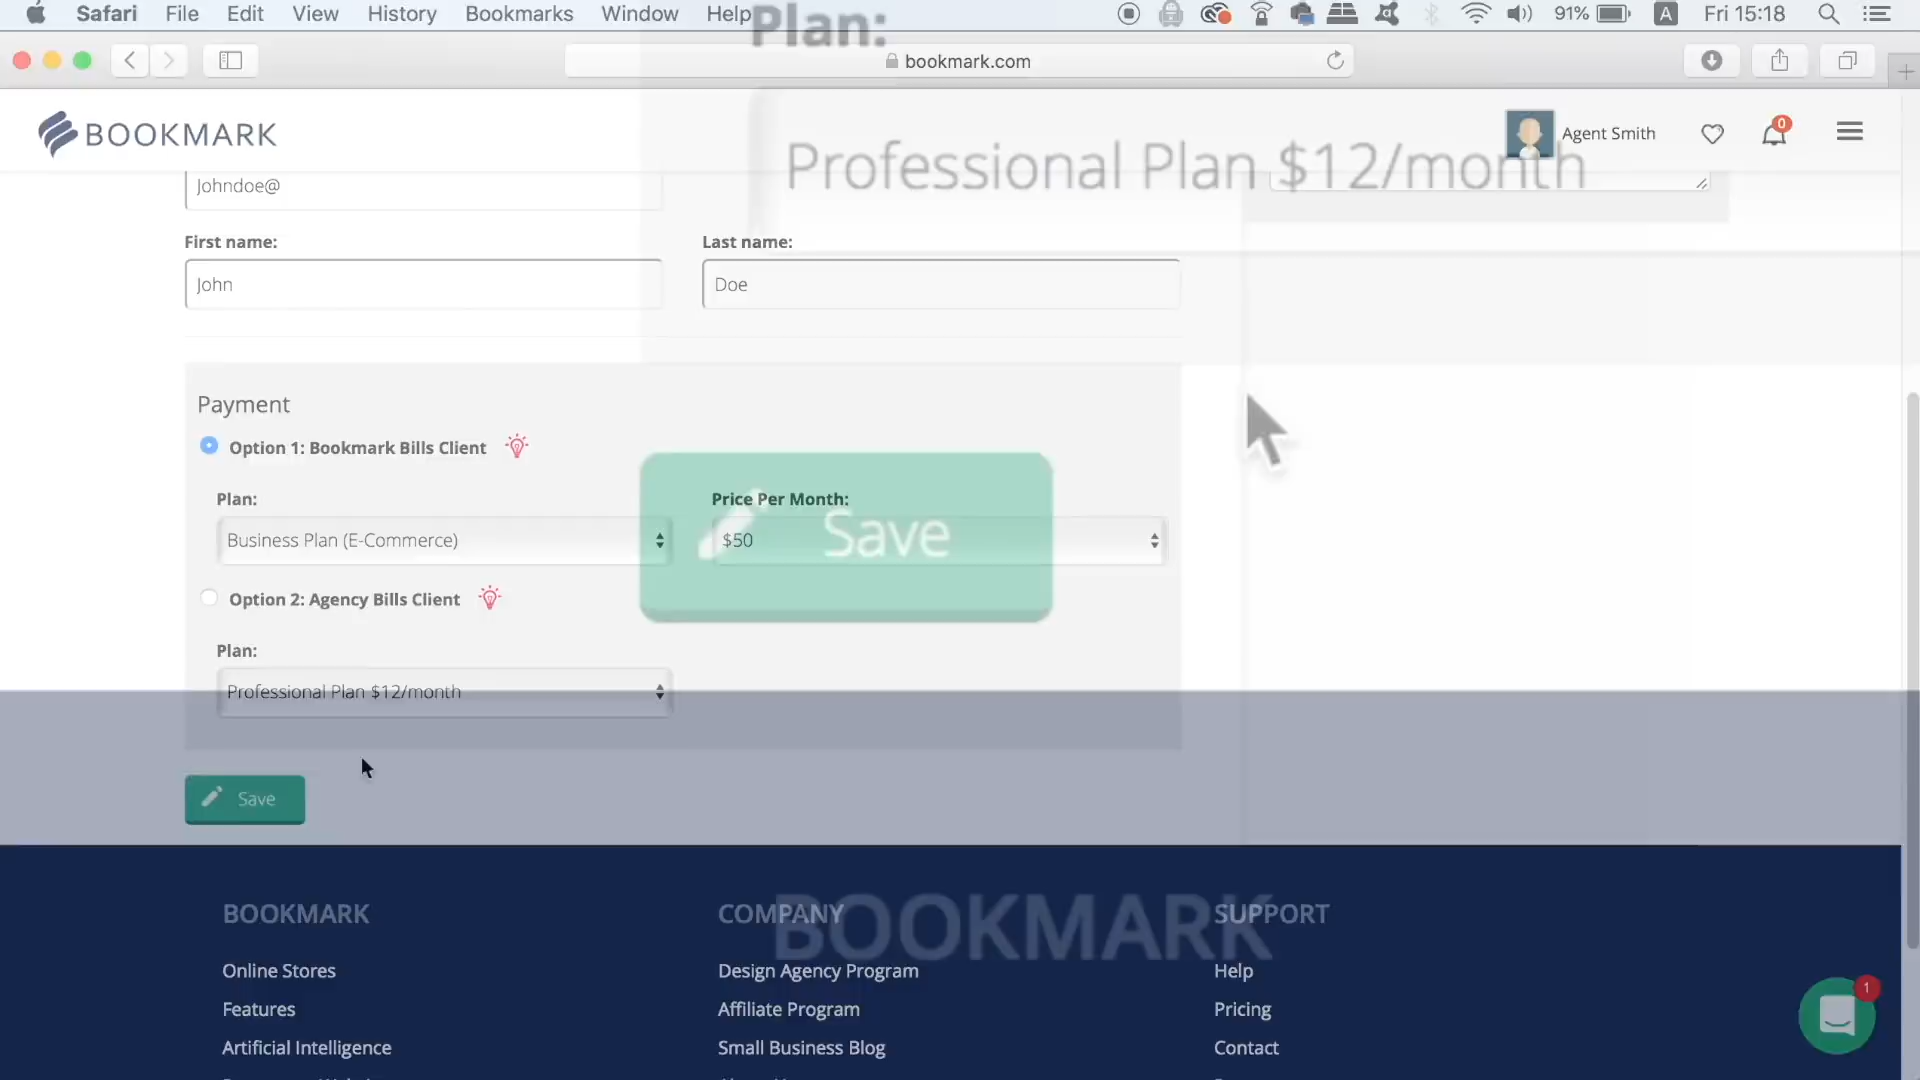 Safari File Edit View History Bookmarks Window Help 91% A Fri 15:18
Plan:
bookmark.com
BOOKMARK
Agent Smith
0
Professional Plan $12/month
Johndoe@
First name:
Last name:
John
Doe
Payment
Option 1: Bookmark Bills Client
Plan:
Price Per Month:
Business Plan (E-Commerce)
$50
Save
Option 2: Agency Bills Client
Plan:
Professional Plan $12/month
Save
BOOKMARK
COMPANY
BOOKMARK
SUPPORT
Online Stores
Design Agency Program
Help
Features
Affiliate Program
Pricing
Artificial Intelligence
Small Business Blog
Contact
1